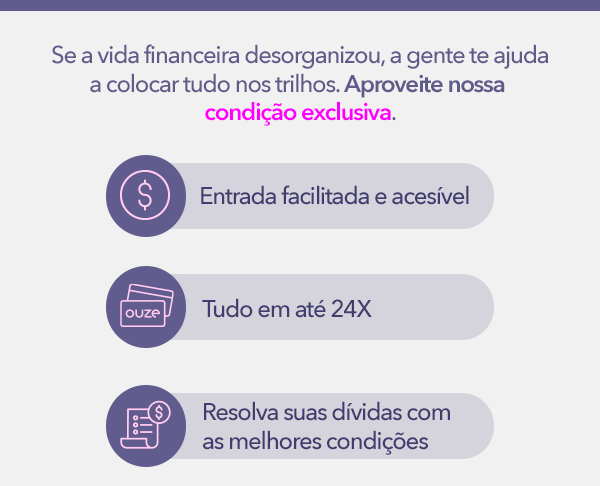 Se a vida financeira desorganizou, a gente te ajuda
a colocar tudo nos trilhos. Aproveite nossa
condição exclusiva.
$
Entrada facilitada e acesível
ouze
Tudo em até 24X
$
Resolva suas dívidas com
as melhores condições